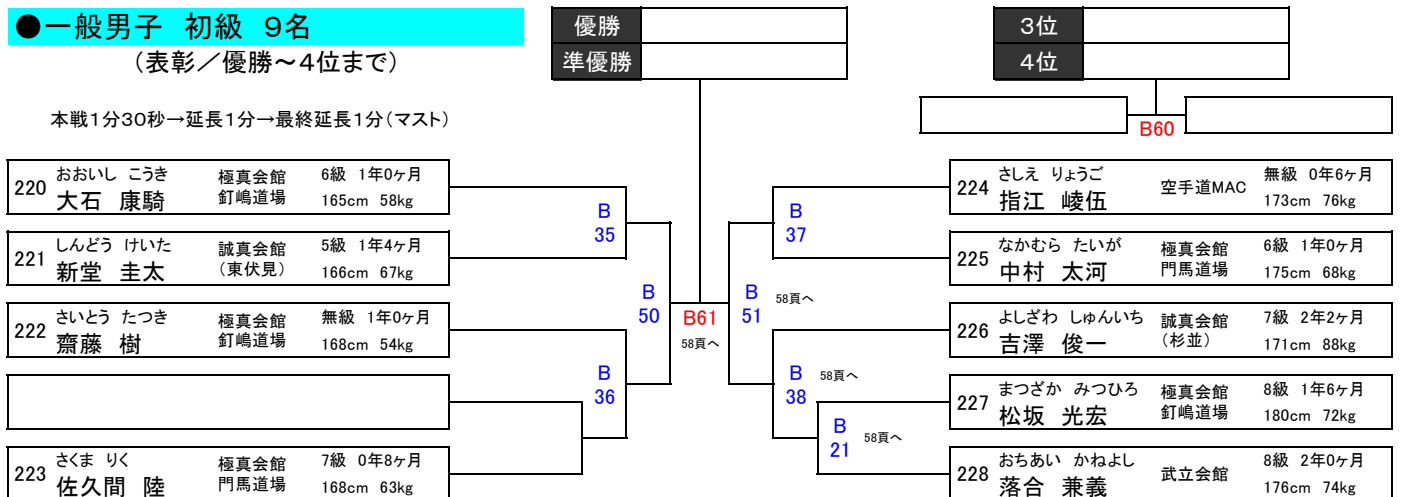 ●一般男子　初級　９名
（表彰／優勝～４位まで）
本戦１分３０秒→延長１分→最終延長１分（マスト）
優勝
準優勝
３位
４位
B60
220 おおいし　こうき 極真会館 6級　1年0ヶ月
大石　康騎 釘嶋道場 165cm　58kg
221 しんどう　けいた 誠真会館 5級　1年4ヶ月
新堂　圭太 （東伏見） 166cm　67kg
222 さいとう　たつき 極真会館 無級　1年0ヶ月
齋藤　樹 釘嶋道場 168cm　54kg
223 さくま　りく 極真会館 7級　0年8ヶ月
佐久間　陸 門馬道場 168cm　63kg
B
35
B
36
B
50
B61
58頁へ
B
51
58頁へ
B
37
B
38
58頁へ
B
21
58頁へ
224 さしえ　りょうご 空手道MAC 無級　0年6ヶ月
指江　崚伍 173cm　76kg
225 なかむら　たいが 極真会館 6級　1年0ヶ月
中村　太河 門馬道場 175cm　68kg
226 よしざわ　しゅんいち 誠真会館 7級　2年2ヶ月
吉澤　俊一 （杉並） 171cm　88kg
227 まつざか　みつひろ 極真会館 8級　1年6ヶ月
松坂　光宏 釘嶋道場 180cm　72kg
228 おちあい　かねよし 武立会館 8級　2年0ヶ月
落合　兼義 176cm　74kg